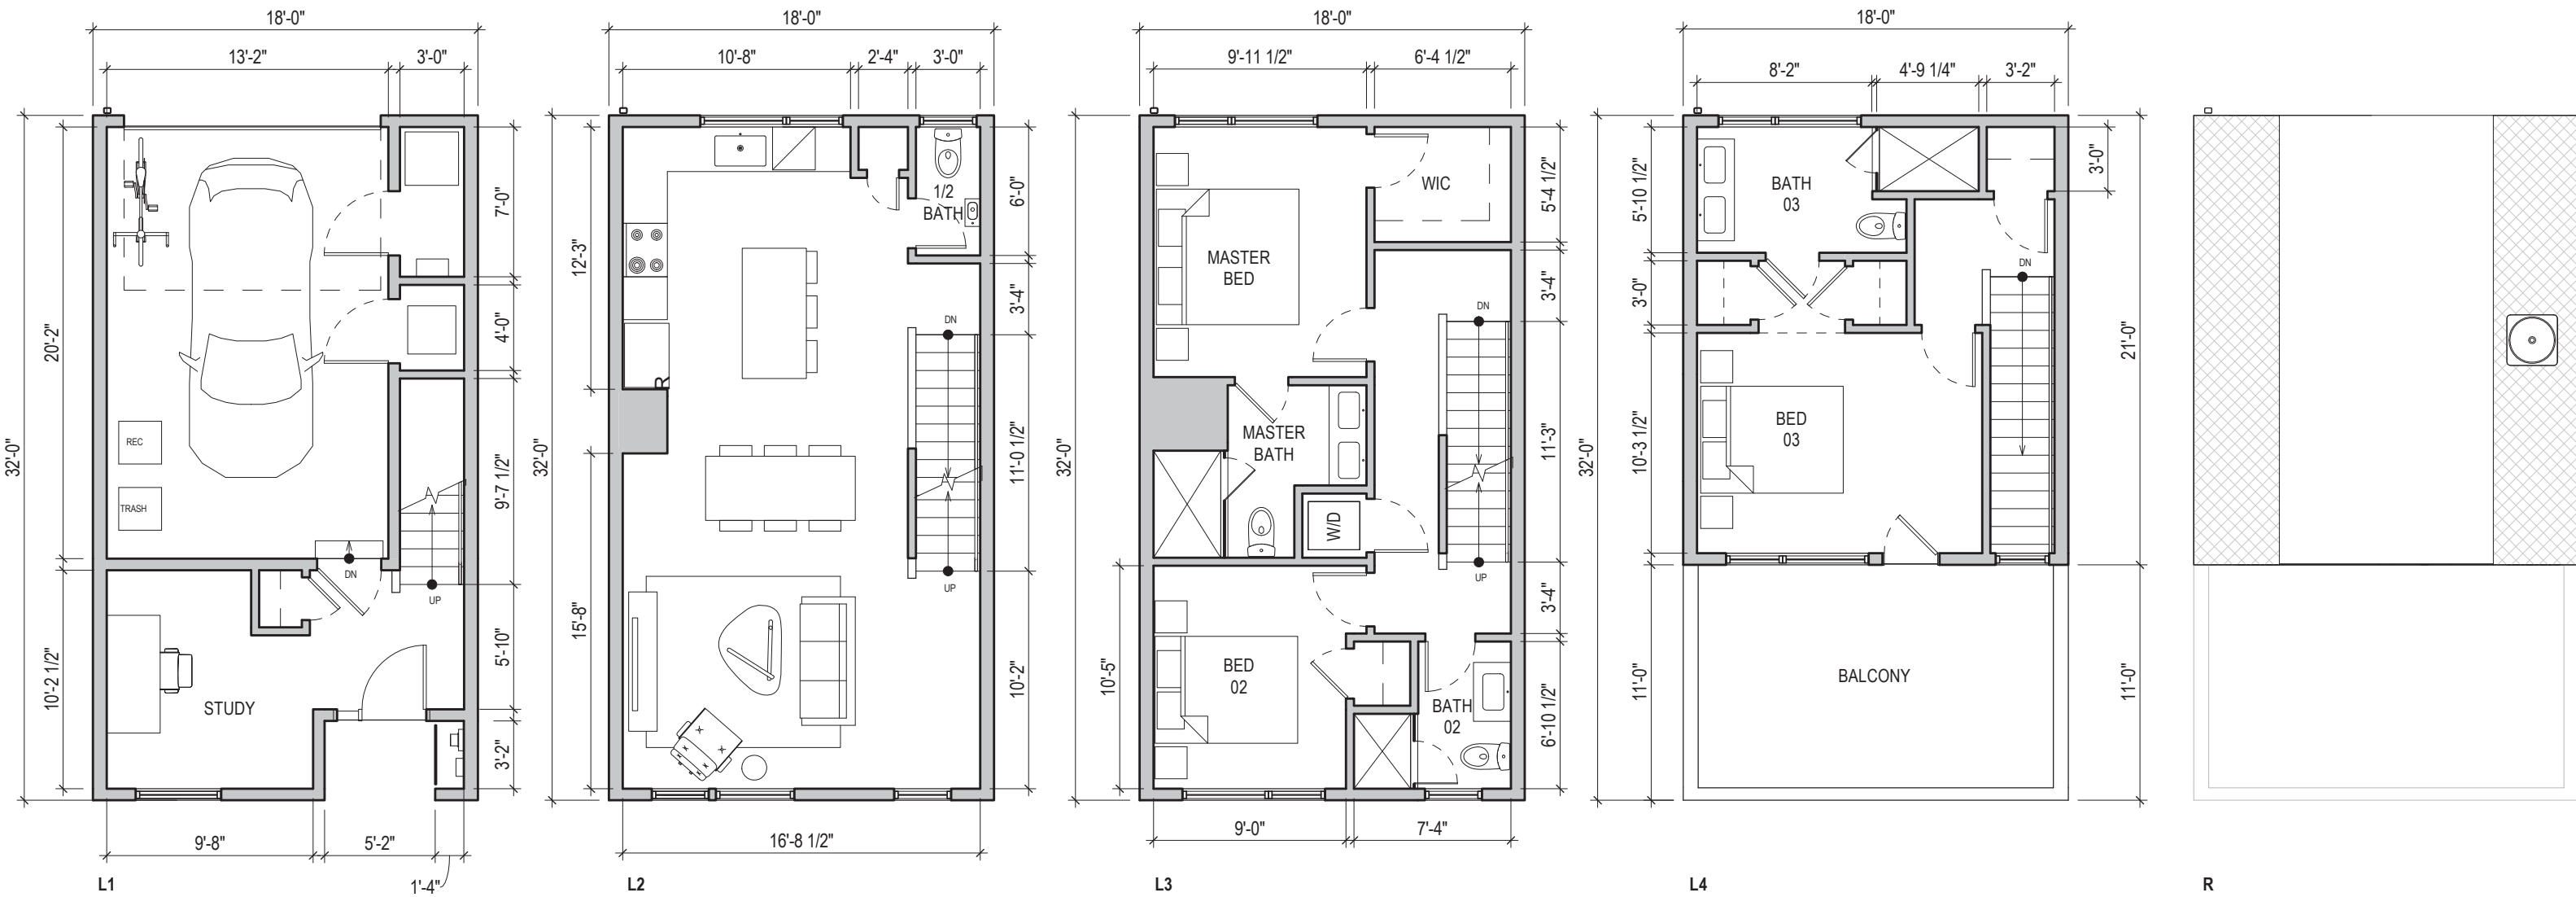 18'-0"
13'-2"
3'-0"
32'-0"
20'-2"
10'-2 1/2"
7'-0"
4'-0"
9'-7 1/2"
5'-10"
3'-2"
REC
TRASH
DN
UP
STUDY
9'-8"
5'-2"
1'-4"
L1
18'-0"
10'-8"
2'-4"
3'-0"
32'-0"
12'-3"
15'-8"
6'-0"
3'-4"
11'-0 1/2"
10'-2"
1/2
BATH
R
DN
UP
16'-8 1/2"
L2
18'-0"
9'-11 1/2"
6'-4 1/2"
32'-0"
10'-5"
5'-4 1/2"
3'-4"
11'-3"
3'-4"
6'-10 1/2"
WIC
MASTER
BED
DN
MASTER
BATH
W/D
UP
BED
02
BATH
02
9'-0"
7'-4"
L3
18'-0"
8'-2"
4'-9 1/4"
3'-2"
32'-0"
5'-10 1/2"
3'-0"
10'-3 1/2"
11'-0"
3'-0"
21'-0"
11'-0"
BATH
03
DN
BED
03
BALCONY
L4
R